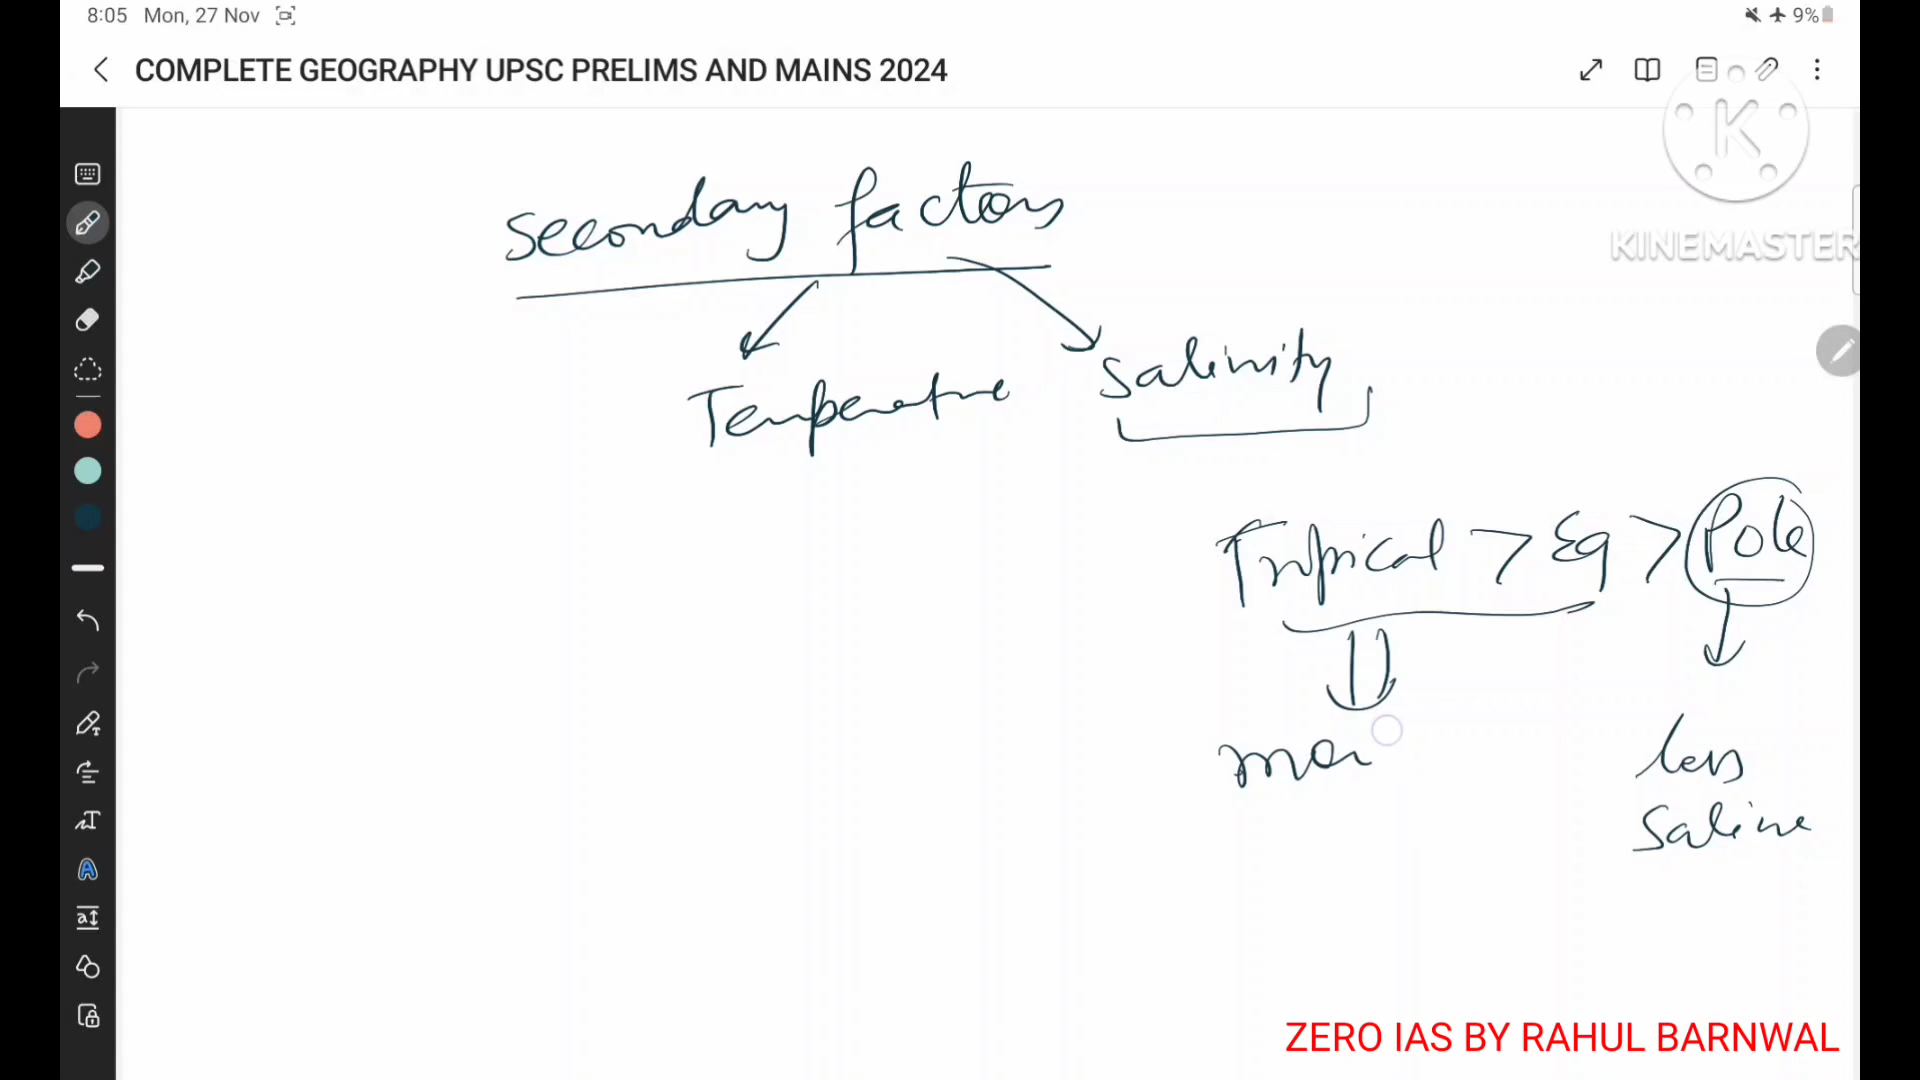 8:05 Mon, 27 Nov 9%
COMPLETE GEOGRAPHY UPSC PRELIMS AND MAINS 2024
K
KINEMASTER
secondary factors
Temperature salinity
Tropical > Eq > Pole
mor less
saline
ZERO IAS BY RAHUL BARNWAL